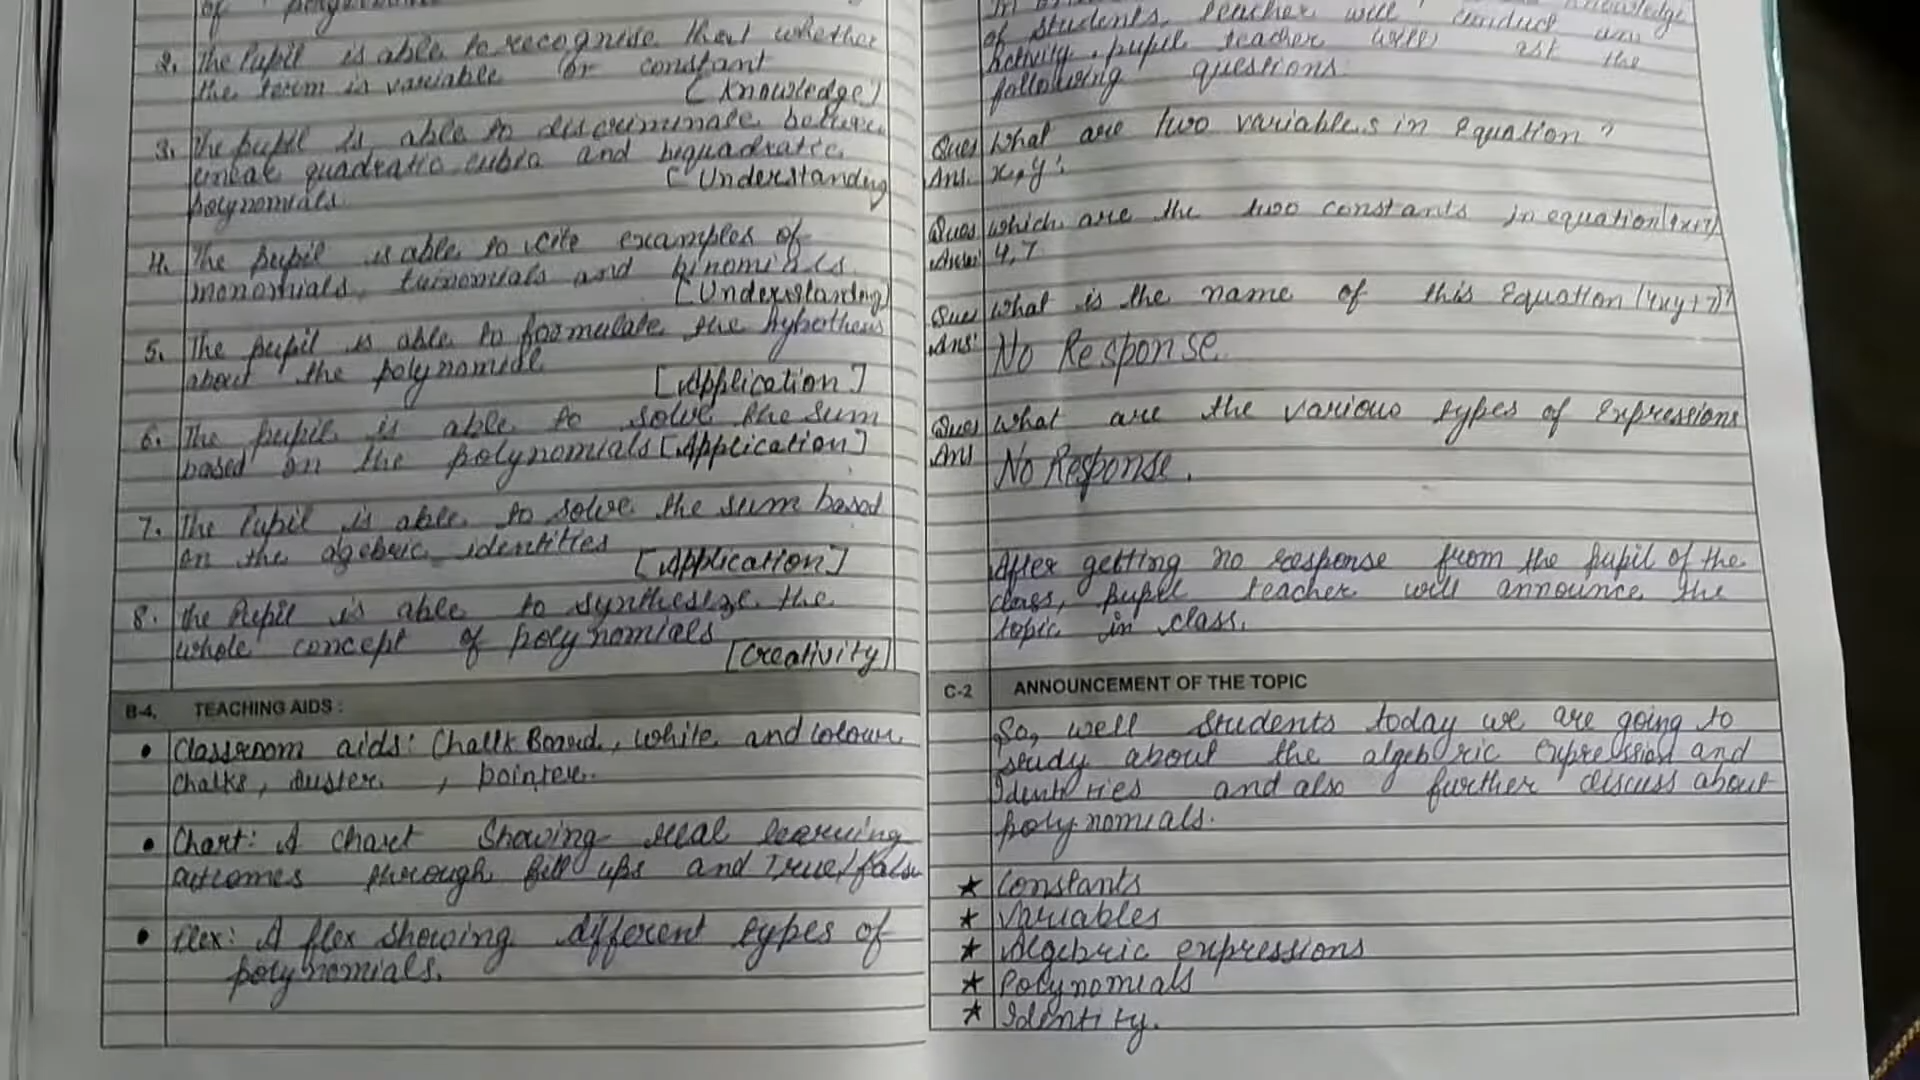 of
2. The Pupil is able to recognise that whether
the term is variable or constant
(Knowledge)
3. The pupil is able to discriminate between
linear quadratic cubic and biquadratic
[Understanding
polynomials.
4. The pupil is able to cite examples of
monomials, trinomials and binomials
[Understanding]
5. The pupil is able to formulate the hypothesis
about the polynomial
[Application]
6. The pupil is able to solve the sum
based on the polynomials [Application]
7. The Pupil is able to solve the sum based
on the algebric identities
[Application]
8. the Pupil is able to synthesize the
whole concept of polynomials
[Creativity]
B-4. TEACHING AIDS :
• Classroom aids: Chalk Board, white and colour
Chalks, duster, pointer.
• Chart: A chart showing real learning
outcomes through fill ups and True/false
• flex: A flex showing different types of
polynomials.
knowledge
of students, teacher will conduct an
activity. pupil teacher will ask the
following questions
Ques What are two variables in equation ?
Ans. x, y.
Ques which are the two constants in equation (4x+7)
Ans: 4, 7
Ques What is the name of this Equation (4xy+7)?
Ans: No Response
Ques What are the various types of Expressions
Ans No Response.
After getting no response from the pupil of the
class, pupil teacher will announce the
topic in class.
C-2 ANNOUNCEMENT OF THE TOPIC
So, well students today we are going to
study about the algebric expression and
Identities and also further discuss about
polynomials.
★ Constants
★ Variables
★ Algebric expressions
★ Polynomials
★ Identity.